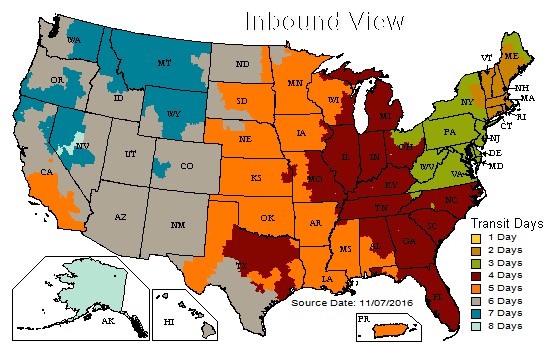 Inbound View
WA
MT
ND
MN
VT
ME
OR
ID
WY
SD
WI
MI
NY
NH
MA
RI
CT
NV
UT
CO
NE
IA
IL
IN
OH
PA
NJ
DE
MD
CA
KS
MO
KY
WV
VA
AZ
NM
OK
AR
TN
NC
SC
TX
LA
MS
AL
GA
FL
AK
HI
PR
Source Date: 11/07/2016
Transit Days
1 Day
2 Days
3 Days
4 Days
5 Days
6 Days
7 Days
8 Days